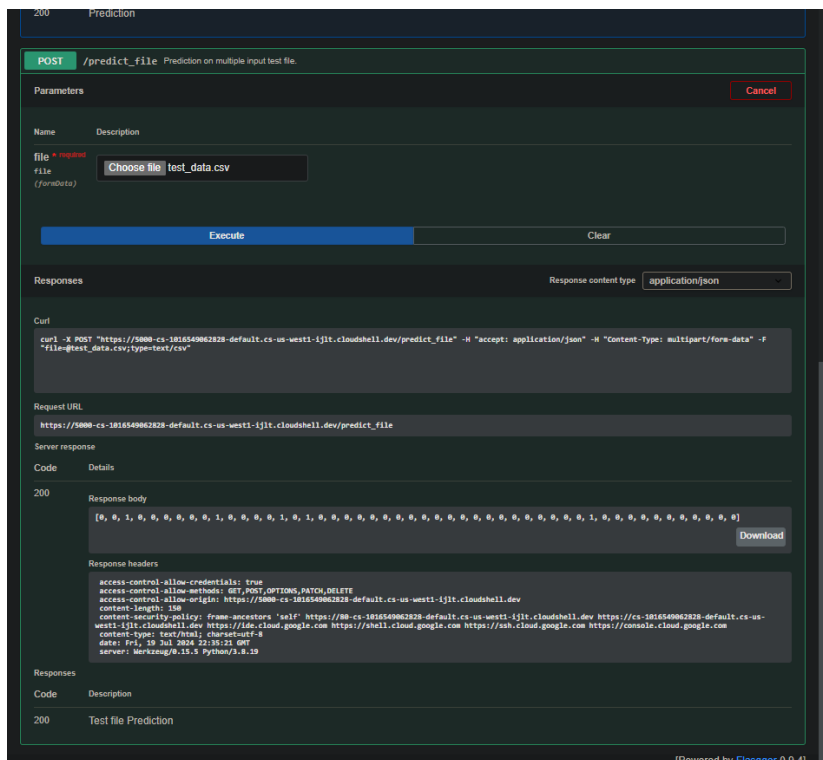 200 Prediction
POST /predict_file Prediction on multiple input test file.
Parameters Cancel
Name Description
file * required
file
(formData)
Choose file test_data.csv
Execute Clear
Responses Response content type application/json
Curl
curl -X POST "https://5000-cs-1016549062828-default.cs-us-west1-ijlt.cloudshell.dev/predict_file" -H "accept: application/json" -H "Content-Type: multipart/form-data" -F
"file=@test_data.csv;type=text/csv"
Request URL
https://5000-cs-1016549062828-default.cs-us-west1-ijlt.cloudshell.dev/predict_file
Server response
Code Details
200
Response body
[0, 0, 1, 0, 0, 0, 0, 0, 0, 1, 0, 0, 0, 0, 1, 0, 1, 0, 0, 0, 0, 0, 0, 0, 0, 0, 0, 0, 0, 0, 0, 0, 0, 0, 0, 0, 0, 0, 1, 0, 0, 0, 0, 0, 0, 0, 0, 0, 0, 0]
Download
Response headers
access-control-allow-credentials: true
access-control-allow-methods: GET,POST,OPTIONS,PATCH,DELETE
access-control-allow-origin: https://5000-cs-1016549062828-default.cs-us-west1-ijlt.cloudshell.dev
content-length: 150
content-security-policy: frame-ancestors 'self' https://80-cs-1016549062828-default.cs-us-west1-ijlt.cloudshell.dev https://cs-1016549062828-default.cs-us-
west1-ijlt.cloudshell.dev https://ide.cloud.google.com https://shell.cloud.google.com https://ssh.cloud.google.com https://console.cloud.google.com
content-type: text/html; charset=utf-8
date: Fri, 19 Jul 2024 22:35:21 GMT
server: Werkzeug/0.15.5 Python/3.8.19
Responses
Code Description
200 Test file Prediction
[Powered by Flasgger 0.9.4]